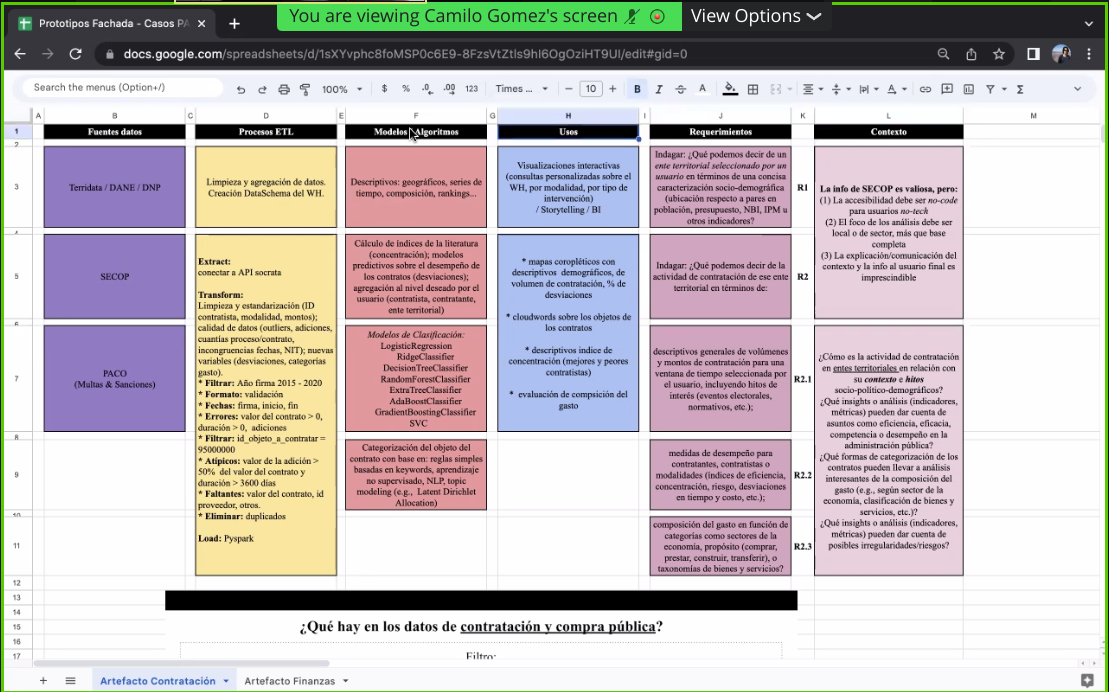 Prototipos Fachada - Casos PA
You are viewing Camilo Gomez's screen
View Options
docs.google.com/spreadsheets/d/1sXYvphc8foMSP0c6E9-8FzsVtZtls9hI6OgOziHT9UI/edit#gid=0
Search the menus (Option+/)
100%
$ % .0 .00 123
Times ...
− 10 +
B I S A
A B C D E F G H I J K L M
1 Fuentes datos Procesos ETL Modelos Algoritmos Usos Requerimientos Contexto
2
3
Terridata / DANE / DNP
Limpieza y agregación de datos.
Creación DataSchema del WH.
Descriptivos: geográficos, series de
tiempo, composición, rankings...
Visualizaciones interactivas
(consultas personalizadas sobre el
WH, por modalidad, por tipo de
intervención)
/ Storytelling / BI
Indagar: ¿Qué podemos decir de un
ente territorial seleccionado por un
usuario en términos de una concisa
caracterización socio-demográfica
(ubicación respecto a pares en
población, presupuesto, NBI, IPM u
otros indicadores?
R1
La info de SECOP es valiosa, pero:
(1) La accesibilidad debe ser no-code
para usuarios no-tech
(2) El foco de los análisis debe ser
local o de sector, más que base
completa
(3) La explicación/comunicación del
contexto y la info al usuario final es
imprescindible
4
5
SECOP
Extract:
conectar a API socrata
Transform:
Limpieza y estandarización (ID
contratista, modalidad, montos);
calidad de datos (outliers, adiciones,
cuantías proceso/contrato,
incongruencias fechas, NIT); nuevas
variables (desviaciones, categorías
gasto).
* Filtrar: Año firma 2015 - 2020
* Formato: validación
* Fechas: firma, inicio, fin
* Errores: valor del contrato > 0,
duración > 0, adiciones
* Filtrar: id_objeto_a_contratar =
95000000
* Atípicos: valor de la adición >
50% del valor del contrato y
duración > 3600 días
* Faltantes: valor del contrato, id
proveedor, otros.
* Eliminar: duplicados
Load: Pyspark
Cálculo de índices de la literatura
(concentración); modelos
predictivos sobre el desempeño de
los contratos (desviaciones);
agregación al nivel deseado por el
usuario (contratista, contratante,
ente territorial)
* mapas coropléticos con
descriptivos demográficos, de
volumen de contratación, % de
desviaciones
* cloudwords sobre los objetos de
los contratos
* descriptivos indice de
concentración (mejores y peores
contratistas)
* evaluación de compsición del
gasto
Indagar: ¿Qué podemos decir de la
actividad de contratación de ese ente
territorial en términos de:
R2
6
7
PACO
(Multas & Sanciones)
Modelos de Clasificación:
LogisticRegression
RidgeClassifier
DecisionTreeClassifier
RandomForestClassifier
ExtraTreeClassifier
AdaBoostClassifier
GradientBoostingClassifier
SVC
descriptivos generales de volúmenes
y montos de contratación para una
ventana de tiempo seleccionada por
el usuario, incluyendo hitos de
interés (eventos electorales,
normativos, etc.);
R2.1
¿Cómo es la actividad de contratación
en entes territoriales en relación con
su contexto e hitos
socio-político-demográficos?
¿Qué insights o análisis (indicadores,
métricas) pueden dar cuenta de
asuntos como eficiencia, eficacia,
competencia o desempeño en la
administración pública?
¿Qué formas de categorización de los
contratos pueden llevar a análisis
interesantes de la composición del
gasto (e.g., según sector de la
economía, clasificación de bienes y
servicios, etc.)?
¿Qué insights o análisis (indicadores,
métricas) pueden dar cuenta de
posibles irregularidades/riesgos?
8
9
Categorización del objeto del
contrato con base en: reglas simples
basadas en keywords, aprendizaje
no supervisado, NLP, topic
modeling (e.g., Latent Dirichlet
Allocation)
medidas de desempeño para
contratantes, contratistas o
modalidades (índices de eficiencia,
concentración, riesgo, desviaciones
en tiempo y costo, etc.);
R2.2
10
11
composición del gasto en función de
categorías como sectores de la
economía, propósito (comprar,
prestar, construir, transferir), o
taxonomías de bienes y servicios?
R2.3
12
13
14
15
¿Qué hay en los datos de contratación y compra pública?
16
17
Filtro:
Artefacto Contratación
Artefacto Finanzas